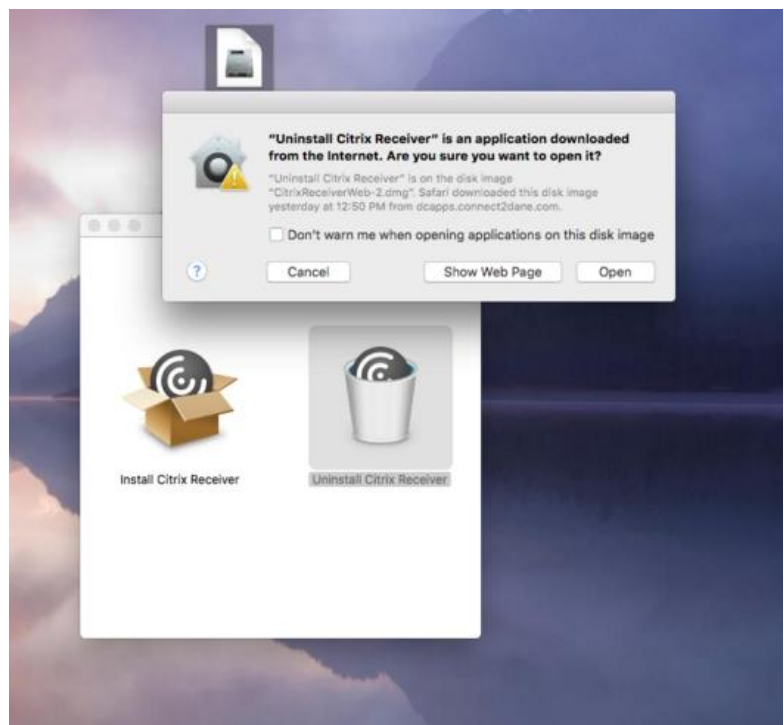 “Uninstall Citrix Receiver” is an application downloaded
from the Internet. Are you sure you want to open it?
“Uninstall Citrix Receiver” is on the disk image
“CitrixReceiverWeb-2.dmg”. Safari downloaded this disk image
yesterday at 12:50 PM from dcapps.connect2dane.com.
Don't warn me when opening applications on this disk image
?
Cancel
Show Web Page
Open
Install Citrix Receiver
Uninstall Citrix Receiver